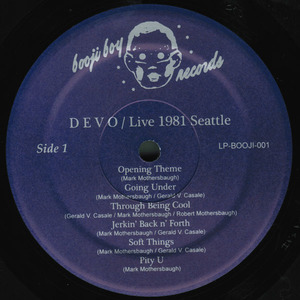 booji boy
records
DEVO / Live 1981 Seattle
Side 1
LP-BOOJI-001
Opening Theme
(Mark Mothersbaugh)
Going Under
(Mark Mothersbaugh / Gerald V. Casale)
Through Being Cool
(Gerald V. Casale / Mark Mothersbaugh / Robert Mothersbaugh)
Jerkin' Back n' Forth
(Mark Mothersbaugh / Gerald V. Casale)
Soft Things
(Mark Mothersbaugh / Gerald V. Casale)
Pity U
(Mark Mothersbaugh)